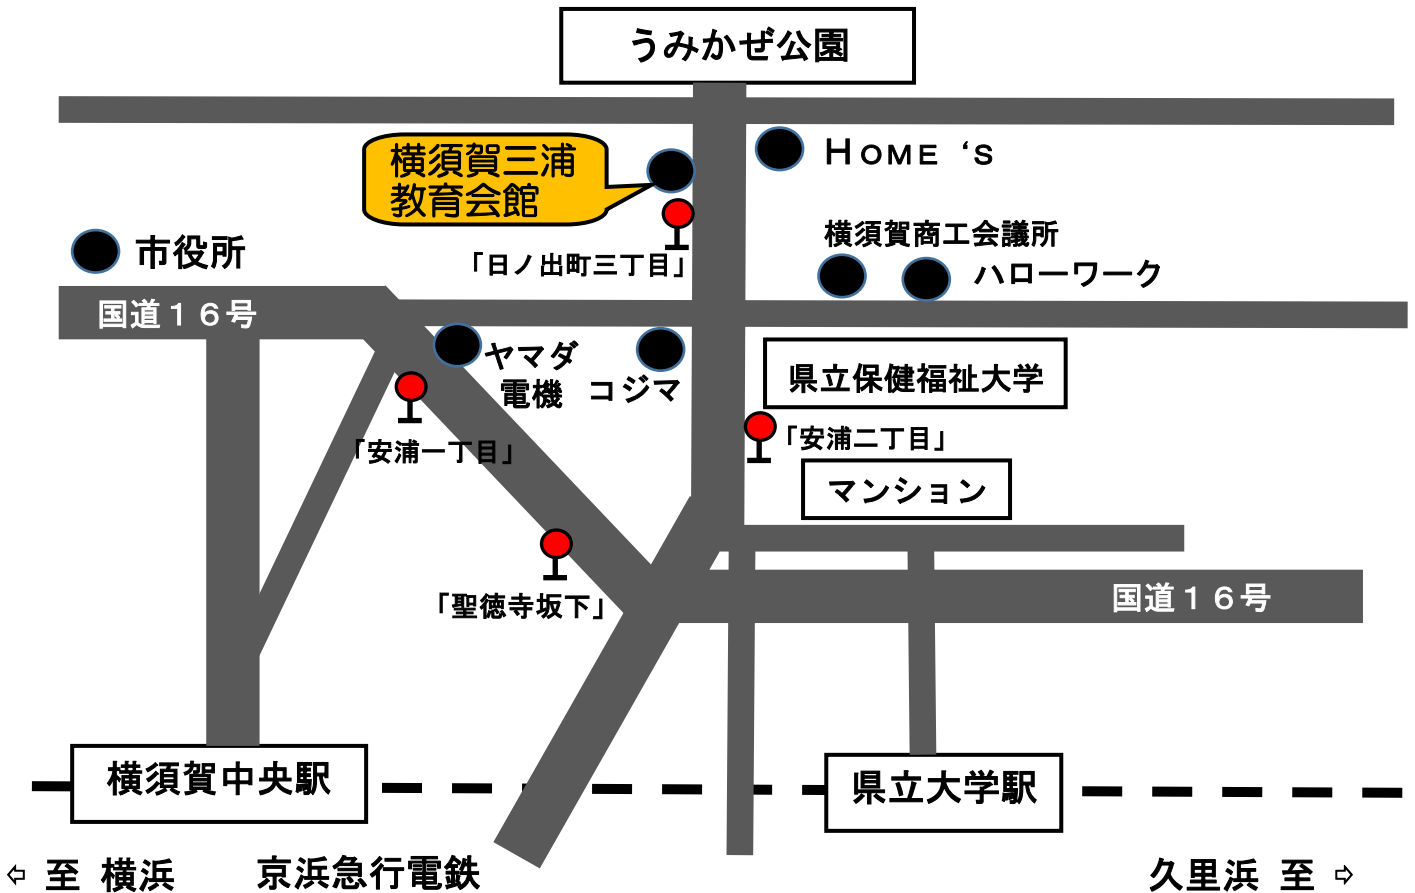 うみかぜ公園
横須賀三浦
教育会館
HOME ‘S
横須賀商工会議所
市役所
「日ノ出町三丁目」
ハローワーク
国道１６号
ヤマダ
電機
コジマ
県立保健福祉大学
「安浦一丁目」
「安浦二丁目」
マンション
「聖徳寺坂下」
国道１６号
横須賀中央駅
県立大学駅
⇦ 至 横浜
京浜急行電鉄
久里浜 至 ⇨